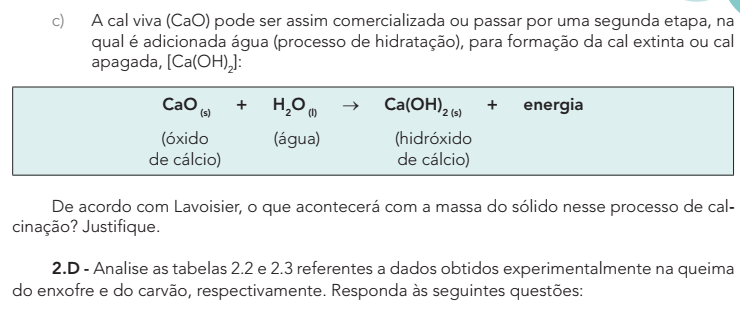 c) A cal viva (CaO) pode ser assim comercializada ou passar por uma segunda etapa, na
qual é adicionada água (processo de hidratação), para formação da cal extinta ou cal
apagada, [Ca(OH)₂]:
CaO (s) + H₂O (l) → Ca(OH)₂ (s) + energia
(óxido (água) (hidróxido
de cálcio) de cálcio)
De acordo com Lavoisier, o que acontecerá com a massa do sólido nesse processo de cal-
cinação? Justifique.
2.D - Analise as tabelas 2.2 e 2.3 referentes a dados obtidos experimentalmente na queima
do enxofre e do carvão, respectivamente. Responda às seguintes questões: